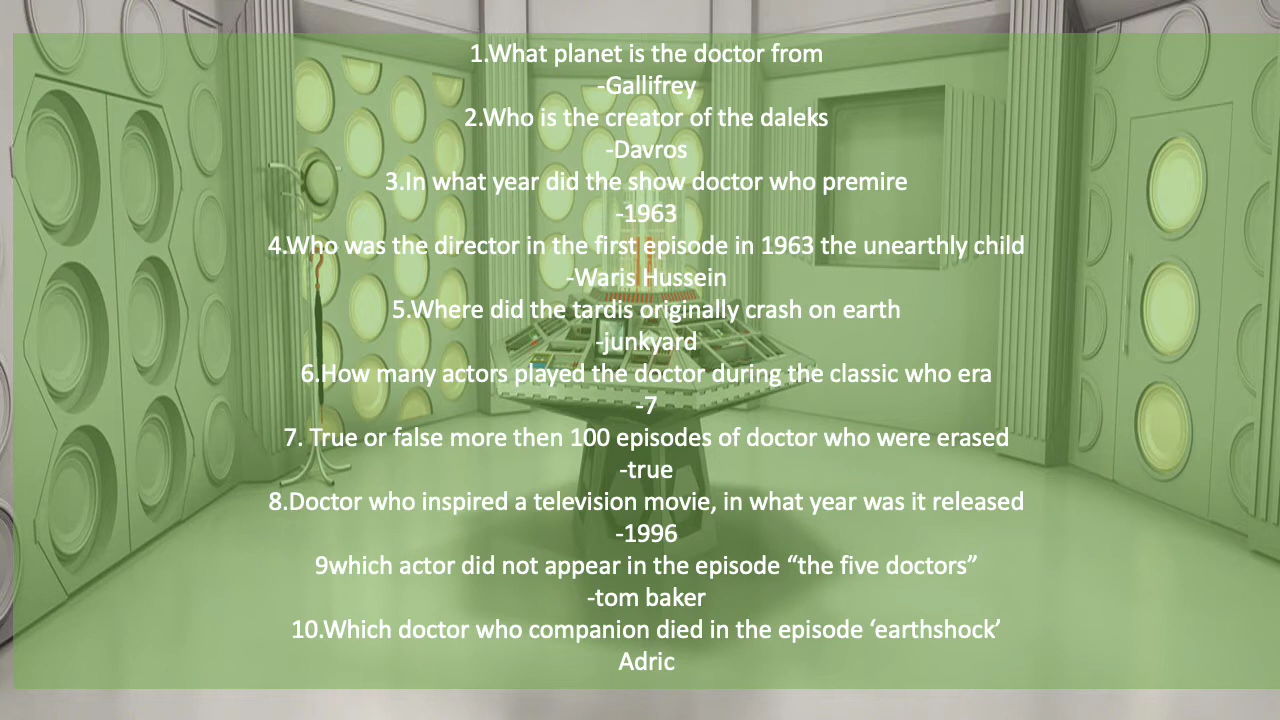 1.What planet is the doctor from
-Gallifrey
2.Who is the creator of the daleks
-Davros
3.In what year did the show doctor who premire
-1963
4.Who was the director in the first episode in 1963 the unearthly child
-Waris Hussein
5.Where did the tardis originally crash on earth
-junkyard
6.How many actors played the doctor during the classic who era
-7
7. True or false more then 100 episodes of doctor who were erased
-true
8.Doctor who inspired a television movie, in what year was it released
-1996
9which actor did not appear in the episode “the five doctors”
-tom baker
10.Which doctor who companion died in the episode ‘earthshock’
Adric